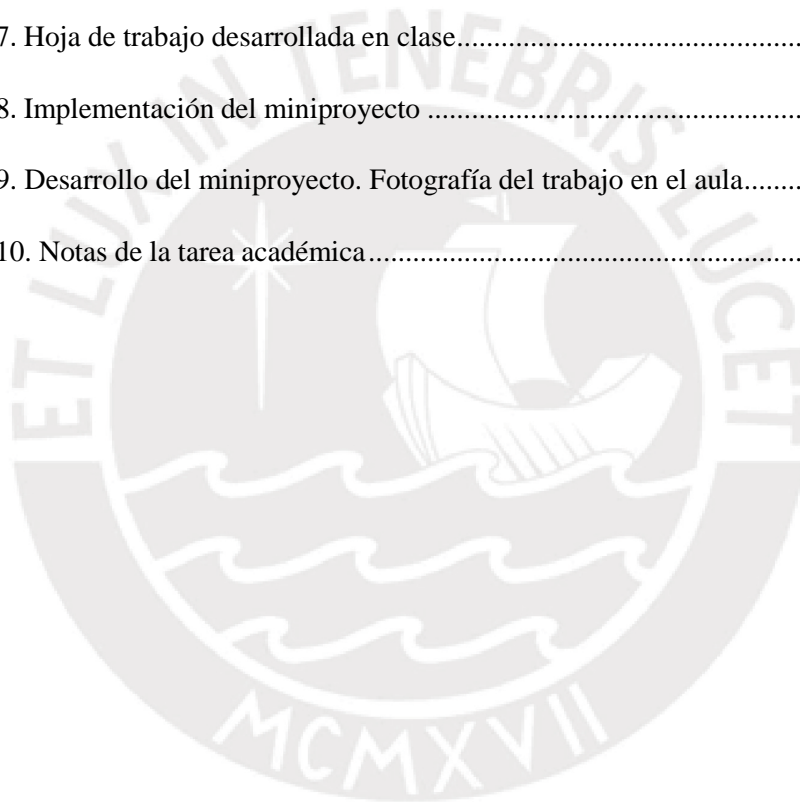 7. Hoja de trabajo desarrollada en clase..........................................................
8. Implementación del miniproyecto ................................................................
9. Desarrollo del miniproyecto. Fotografía del trabajo en el aula.........
10. Notas de la tarea académica.........................................................................
ET LUX IN TENEBRIS LUCET
MCMXVII